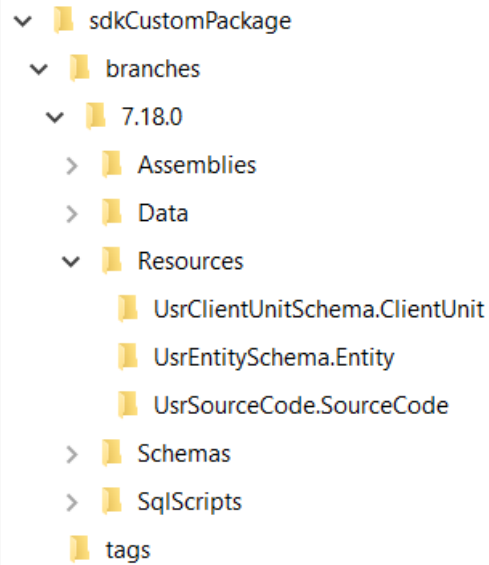 sdkCustomPackage
branches
7.18.0
Assemblies
Data
Resources
UsrClientUnitSchema.ClientUnit
UsrEntitySchema.Entity
UsrSourceCode.SourceCode
Schemas
SqlScripts
tags